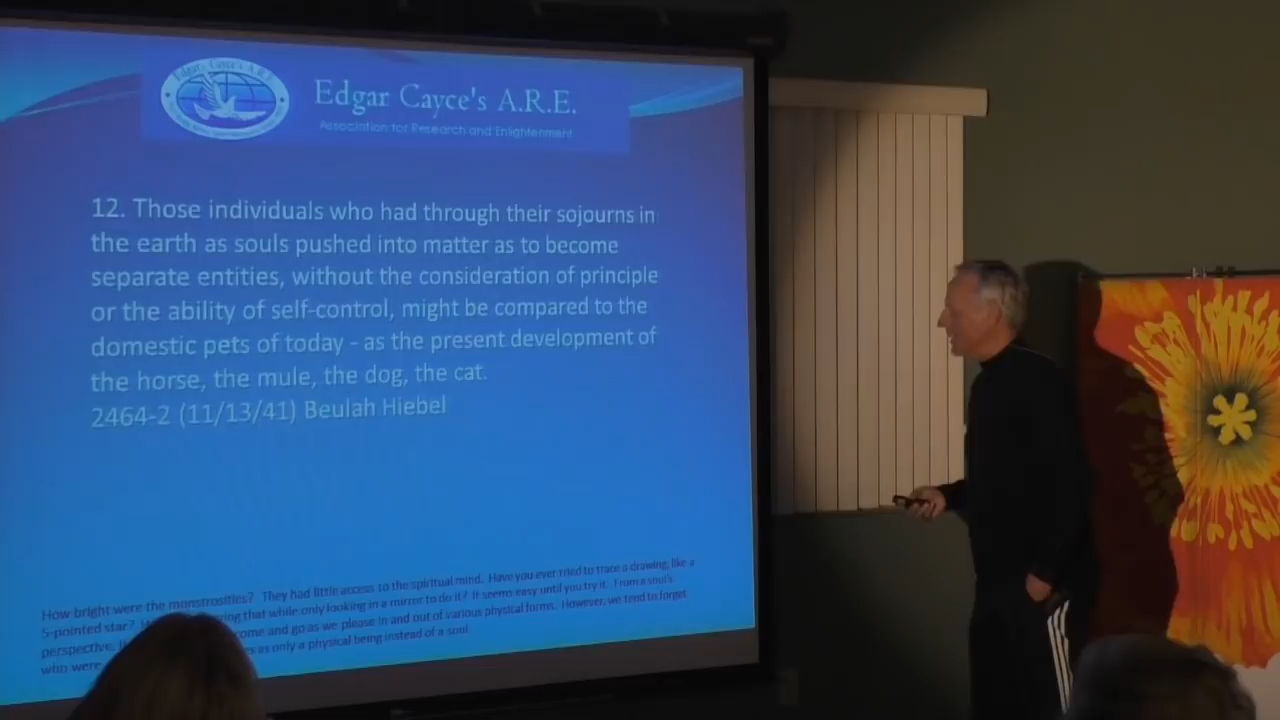 Edgar Cayce's A.R.E.
Edgar Cayce's A.R.E.
Association for Research and Enlightenment
12. Those individuals who had through their sojourns in
the earth as souls pushed into matter as to become
separate entities, without the consideration of principle
or the ability of self-control, might be compared to the
domestic pets of today - as the present development of
the horse, the mule, the dog, the cat.
2464-2 (11/13/41) Beulah Hiebel
How bright were the monstrosities? They had little access to the spiritual mind. Have you ever tried to trace a drawing, like a
5-pointed star? that while only looking in a mirror to do it? It seems easy until you try it. From a soul's
perspective, come and go as we please in and out of various physical forms. However, we tend to forget
who were as only a physical being instead of a soul.